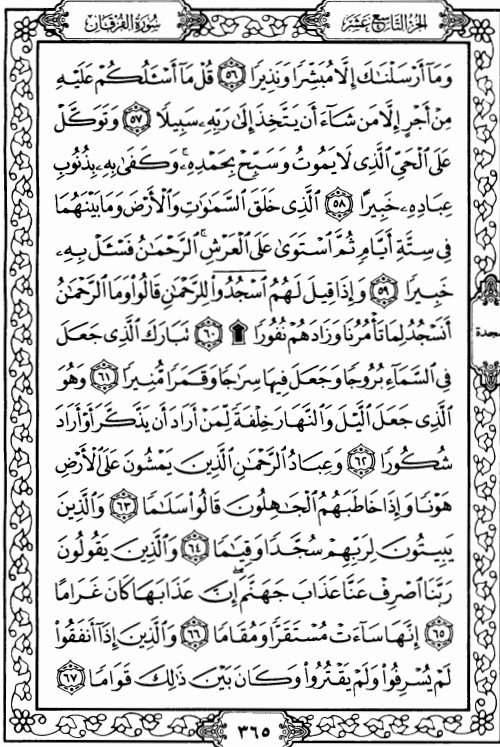 الجزء التاسع عشر
سورة الفرقان
وَمَآ أَرْسَلْنَٰكَ إِلَّا مُبَشِّرًا وَنَذِيرًا ۝٥٦ قُلْ مَآ أَسْـَٔلُكُمْ عَلَيْهِ
مِنْ أَجْرٍ إِلَّا مَن شَآءَ أَن يَتَّخِذَ إِلَىٰ رَبِّهِۦ سَبِيلًا ۝٥٧ وَتَوَكَّلْ
عَلَى ٱلْحَىِّ ٱلَّذِى لَا يَمُوتُ وَسَبِّحْ بِحَمْدِهِۦ ۚ وَكَفَىٰ بِهِۦ بِذُنُوبِ
عِبَادِهِۦ خَبِيرًا ۝٥٨ ٱلَّذِى خَلَقَ ٱلسَّمَٰوَٰتِ وَٱلْأَرْضَ وَمَا بَيْنَهُمَا
فِى سِتَّةِ أَيَّامٍ ثُمَّ ٱسْتَوَىٰ عَلَى ٱلْعَرْشِ ۚ ٱلرَّحْمَٰنُ فَسْـَٔلْ بِهِۦ
خَبِيرًا ۝٥٩ وَإِذَا قِيلَ لَهُمُ ٱسْجُدُوا۟ لِلرَّحْمَٰنِ قَالُوا۟ وَمَا ٱلرَّحْمَٰنُ
أَنَسْجُدُ لِمَا تَأْمُرُنَا وَزَادَهُمْ نُفُورًا ۩ ۝٦٠ تَبَارَكَ ٱلَّذِى جَعَلَ
فِى ٱلسَّمَآءِ بُرُوجًا وَجَعَلَ فِيهَا سِرَٰجًا وَقَمَرًا مُّنِيرًا ۝٦١ وَهُوَ
ٱلَّذِى جَعَلَ ٱلَّيْلَ وَٱلنَّهَارَ خِلْفَةً لِّمَنْ أَرَادَ أَن يَذَّكَّرَ أَوْ أَرَادَ
شُكُورًا ۝٦٢ وَعِبَادُ ٱلرَّحْمَٰنِ ٱلَّذِينَ يَمْشُونَ عَلَى ٱلْأَرْضِ
هَوْنًا وَإِذَا خَاطَبَهُمُ ٱلْجَٰهِلُونَ قَالُوا۟ سَلَٰمًا ۝٦٣ وَٱلَّذِينَ
يَبِيتُونَ لِرَبِّهِمْ سُجَّدًا وَقِيَٰمًا ۝٦٤ وَٱلَّذِينَ يَقُولُونَ
رَبَّنَا ٱصْرِفْ عَنَّا عَذَابَ جَهَنَّمَ ۖ إِنَّ عَذَابَهَا كَانَ غَرَامًا
۝٦٥ إِنَّهَا سَآءَتْ مُسْتَقَرًّا وَمُقَامًا ۝٦٦ وَٱلَّذِينَ إِذَآ أَنفَقُوا۟
لَمْ يُسْرِفُوا۟ وَلَمْ يَقْتُرُوا۟ وَكَانَ بَيْنَ ذَٰلِكَ قَوَامًا ۝٦٧
سجدة
٣٦٥